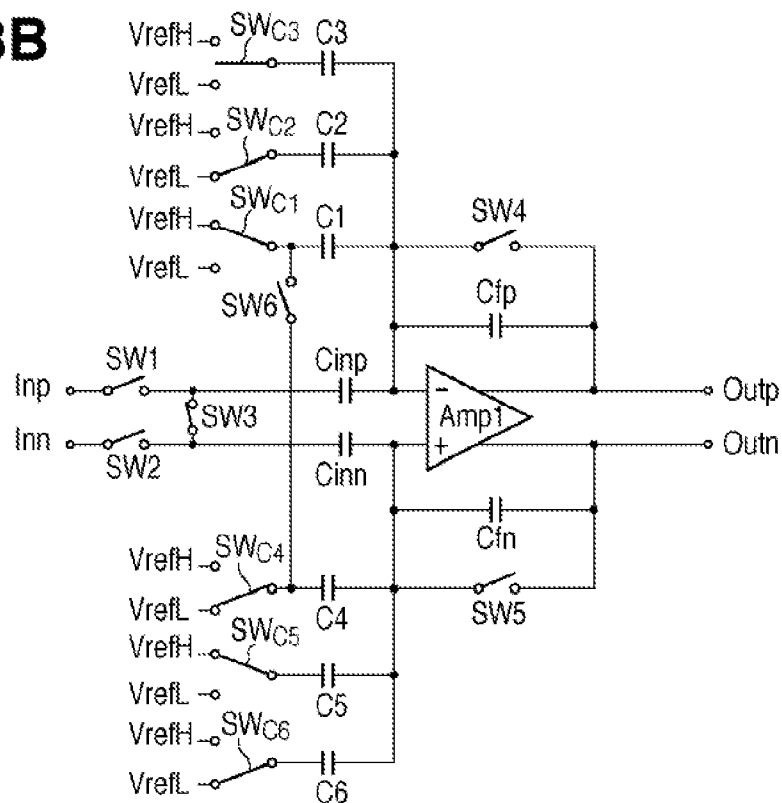 3B
VrefH
SWC3
C3
VrefL
VrefH
SWC2
C2
VrefL
VrefH
SWC1
C1
VrefL
SW4
SW6
Cfp
SW1
Cinp
Inp
−
Outp
SW3
Amp1
Inn
+
Outn
SW2
Cinn
Cfn
VrefH
SWC4
VrefL
C4
SW5
VrefH
SWC5
VrefL
C5
VrefH
SWC6
VrefL
C6